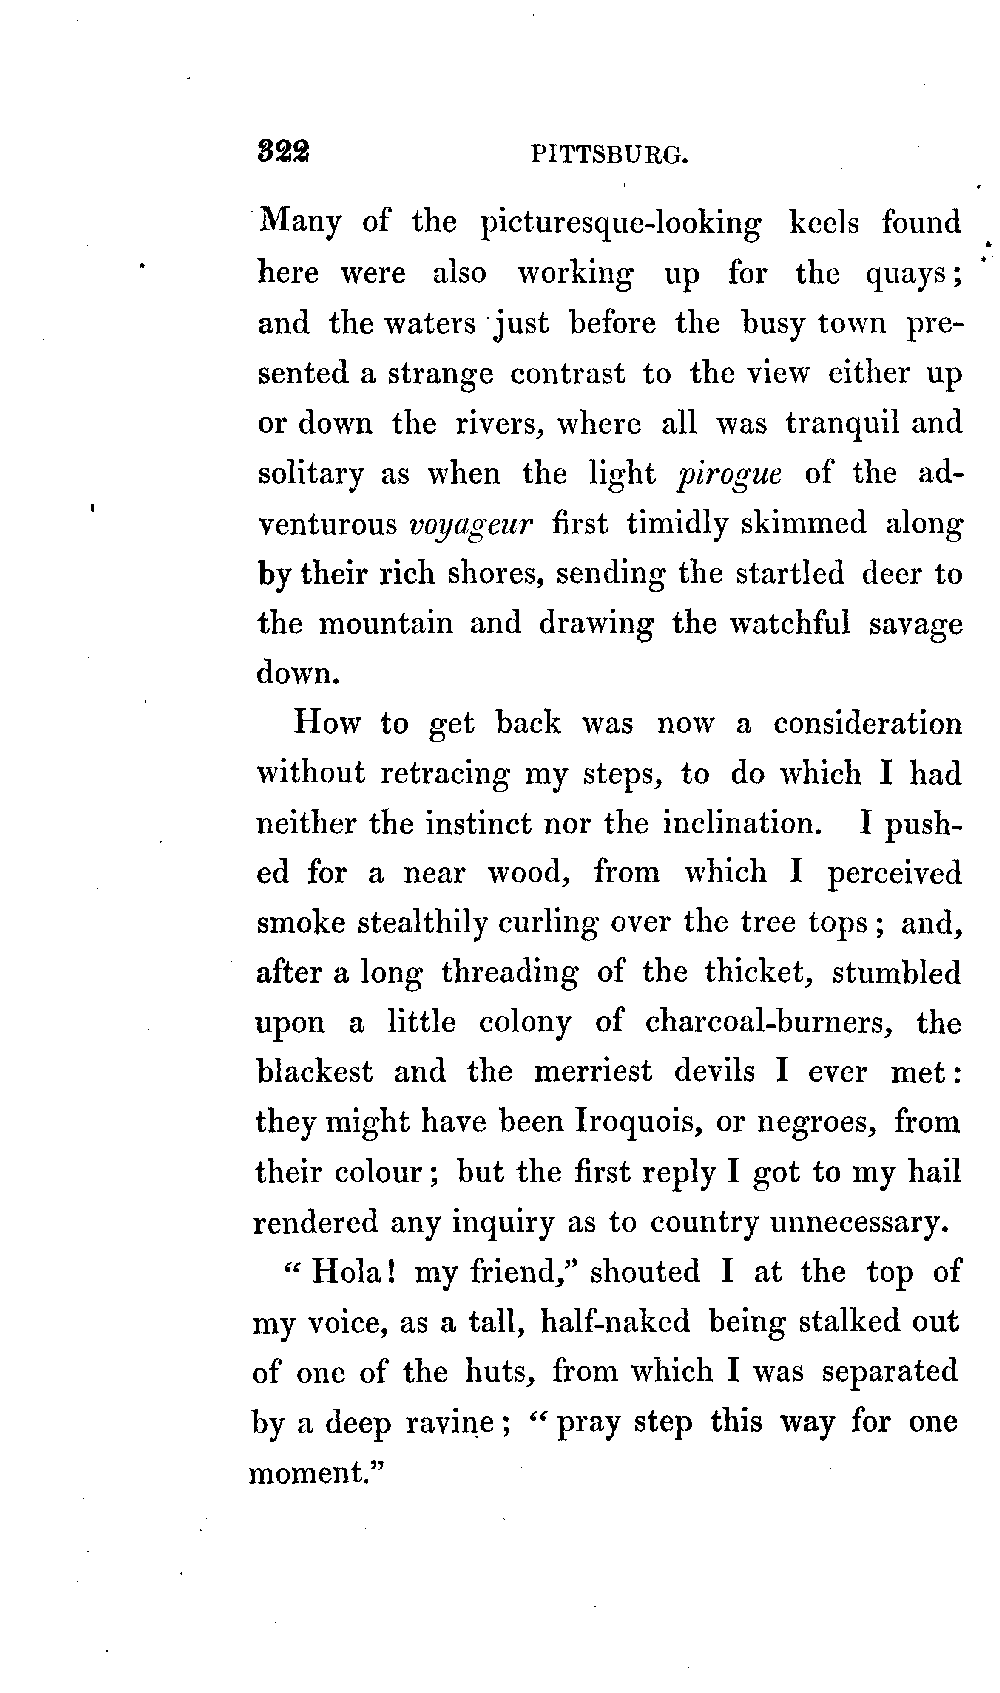 322 PITTSBURG.
Many of the picturesque-looking keels found
here were also working up for the quays;
and the waters just before the busy town pre-
sented a strange contrast to the view either up
or down the rivers, where all was tranquil and
solitary as when the light pirogue of the ad-
venturous voyageur first timidly skimmed along
by their rich shores, sending the startled deer to
the mountain and drawing the watchful savage
down.
How to get back was now a consideration
without retracing my steps, to do which I had
neither the instinct nor the inclination. I push-
ed for a near wood, from which I perceived
smoke stealthily curling over the tree tops; and,
after a long threading of the thicket, stumbled
upon a little colony of charcoal-burners, the
blackest and the merriest devils I ever met:
they might have been Iroquois, or negroes, from
their colour; but the first reply I got to my hail
rendered any inquiry as to country unnecessary.
"Hola! my friend," shouted I at the top of
my voice, as a tall, half-naked being stalked out
of one of the huts, from which I was separated
by a deep ravine; "pray step this way for one
moment."